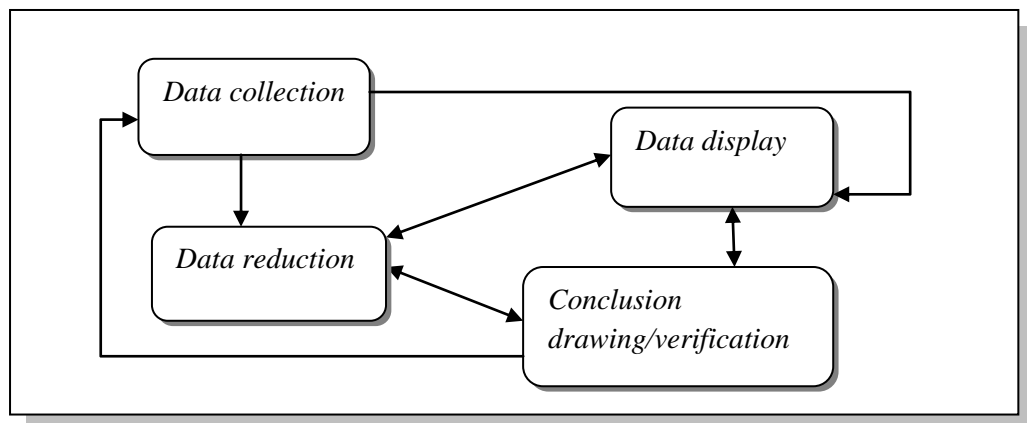 Data collection
Data display
Data reduction
Conclusion
drawing/verification